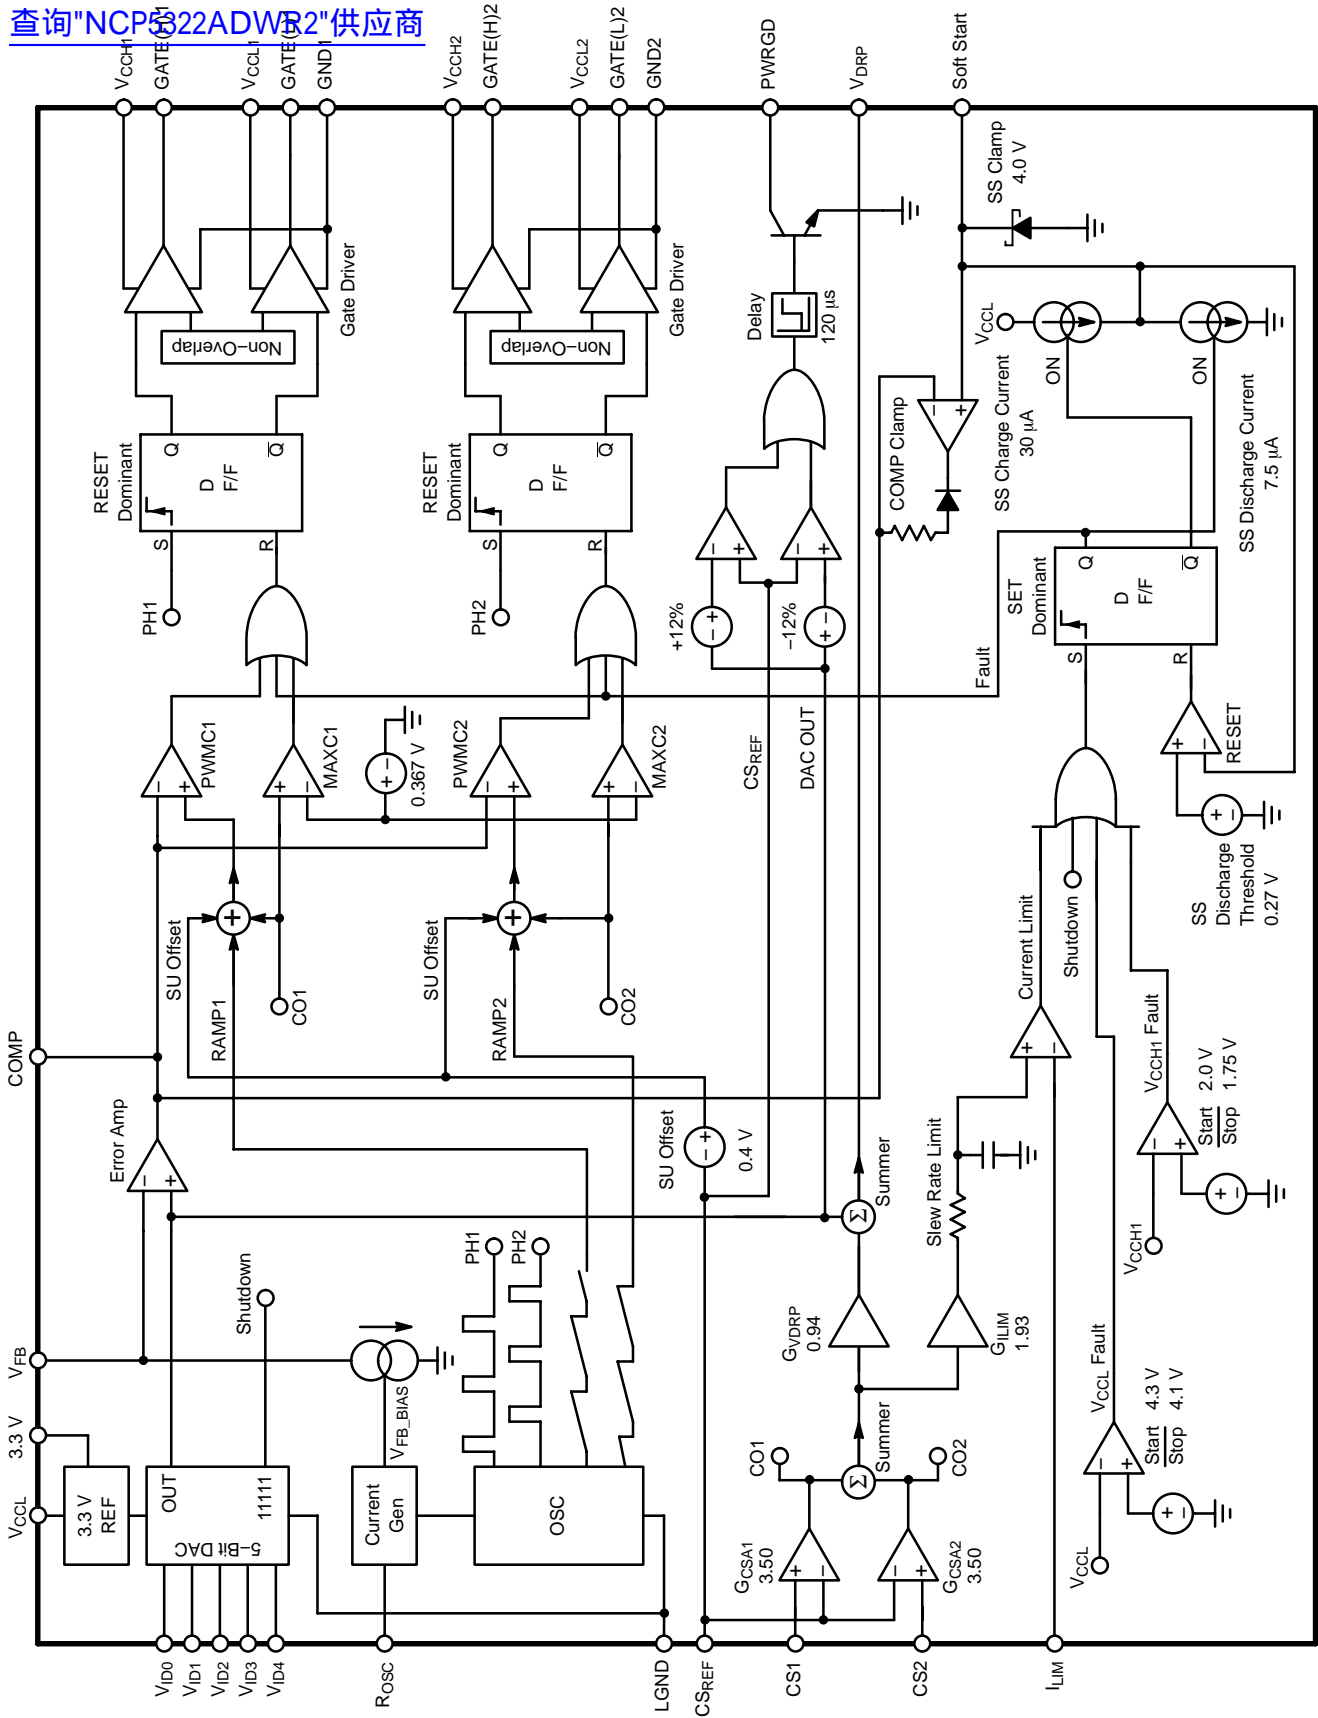 查询"NCP5322ADWR2"供应商
VCCH1
GATE(H)1
VCCL1
GATE(L)1
GND1
VCCH2
GATE(H)2
VCCL2
GATE(L)2
GND2
PWRGD
VDRP
Soft Start
Non–Overlap
Gate Driver
Non–Overlap
Gate Driver
Delay
120 μs
SS Clamp
4.0 V
RESET
Dominant
S
R
D
F/F
Q
Q
PH1
RESET
Dominant
S
R
D
F/F
Q
Q
PH2
+12%
–12%
COMP Clamp
SS Charge Current
30 μA
VCCL
ON
ON
SS Discharge Current
7.5 μA
SET
Dominant
S
R
D
F/F
Q
Q
Fault
PWMC1
MAXC1
0.367 V
PWMC2
MAXC2
CSREF
DAC OUT
RESET
SS
Discharge
Threshold
0.27 V
COMP
SU Offset
RAMP1
CO1
SU Offset
RAMP2
CO2
Current Limit
Shutdown
Error Amp
SU Offset
0.4 V
Summer
Slew Rate Limit
VCCH1 Fault
Start 2.0 V
Stop 1.75 V
VCCH1
Shutdown
PH1
PH2
GVDRP
0.94
GILIM
1.93
VCCL Fault
Start 4.3 V
Stop 4.1 V
VCCL
VFB
3.3 V
VCCL
3.3 V
REF
OUT
11111
5–Bit DAC
VFB_BIAS
Current
Gen
OSC
CO1
Σ
Summer
CO2
Σ
GCSA1
3.50
GCSA2
3.50
VID0
VID1
VID2
VID3
VID4
ROSC
LGND
CSREF
CS1
CS2
ILIM